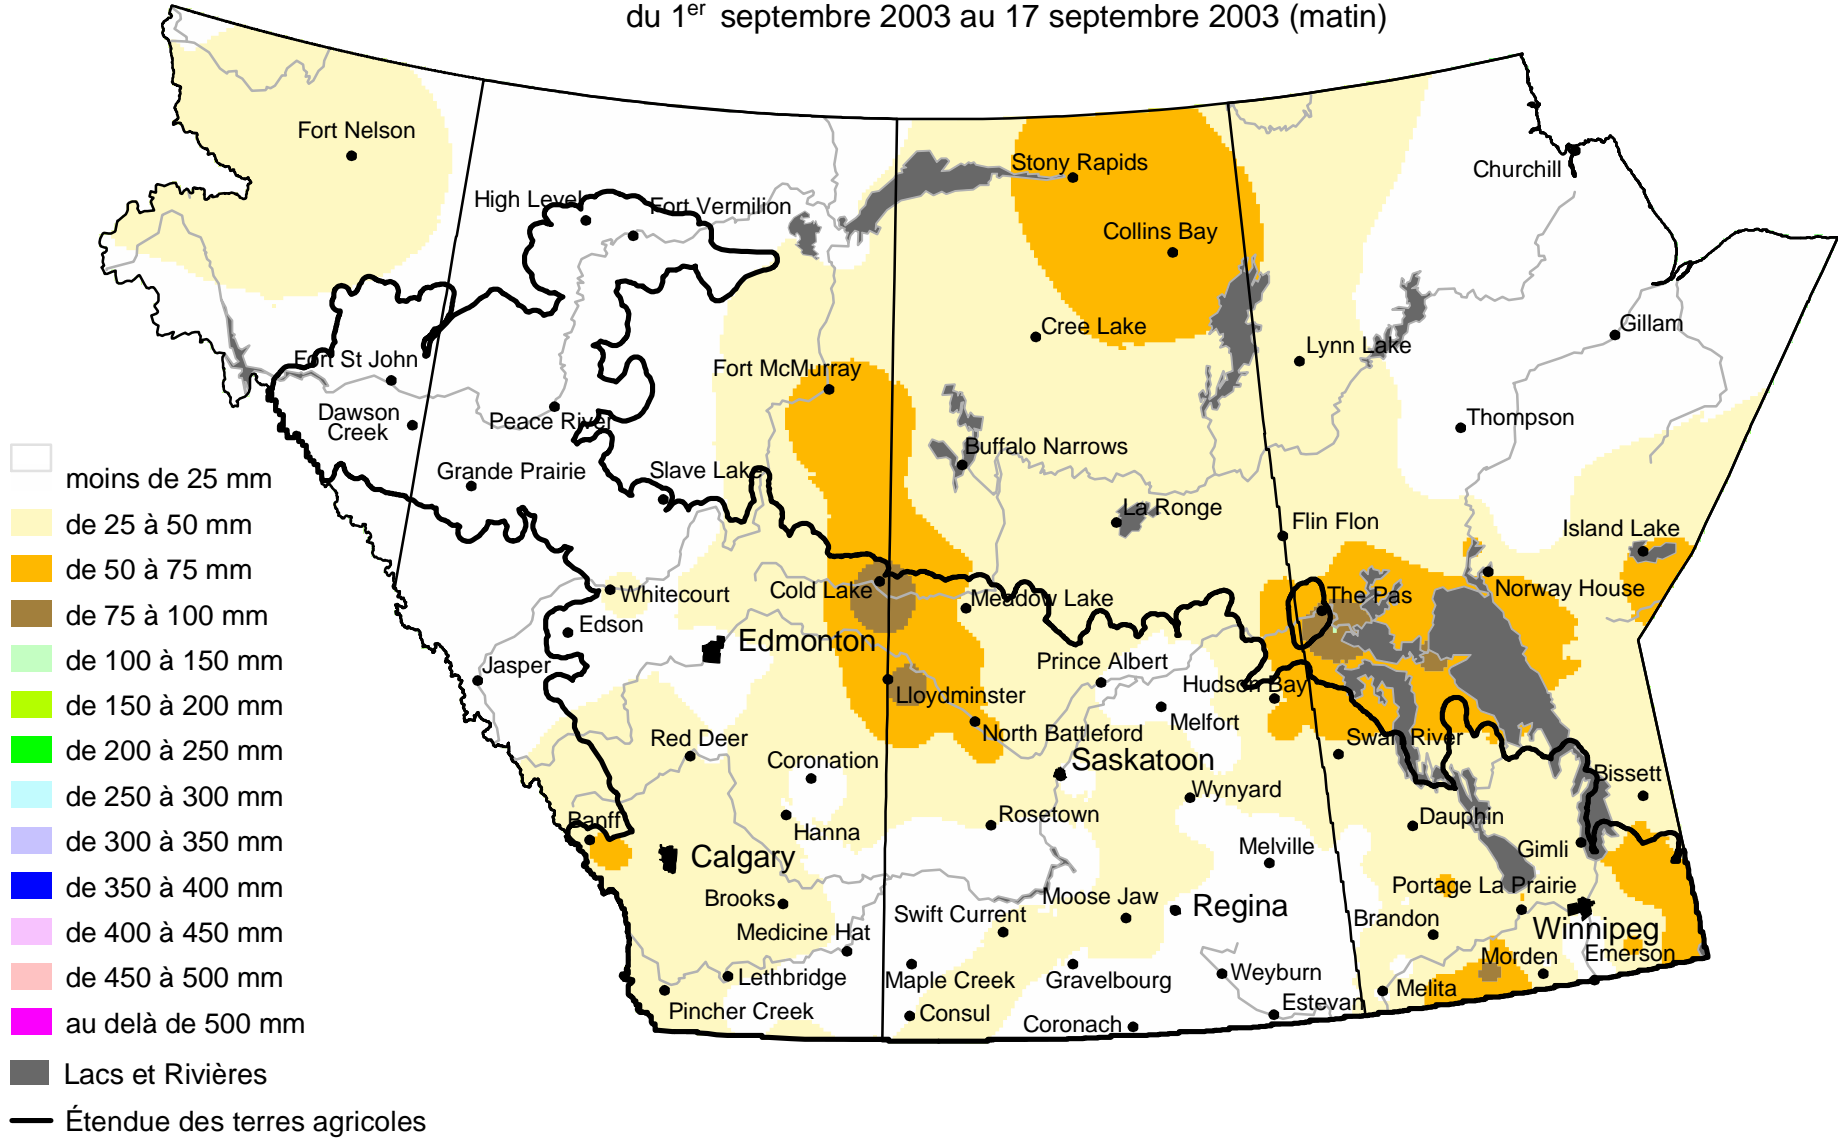 du 1er septembre 2003 au 17 septembre 2003 (matin)
Fort Nelson
Stony Rapids
Churchill
High Level
Fort Vermilion
Collins Bay
Cree Lake
Gillam
Lynn Lake
Fort St John
Fort McMurray
Dawson
Creek
Peace River
Thompson
Buffalo Narrows
Grande Prairie
Slave Lake
La Ronge
Flin Flon
Island Lake
Whitecourt
Cold Lake
Meadow Lake
The Pas
Norway House
Edson
Edmonton
Jasper
Prince Albert
Lloydminster
Hudson Bay
Melfort
Red Deer
North Battleford
Swan River
Coronation
Saskatoon
Bissett
Wynyard
Banff
Hanna
Rosetown
Dauphin
Calgary
Melville
Gimli
Brooks
Portage La Prairie
Swift Current
Moose Jaw
Regina
Brandon
Winnipeg
Medicine Hat
Morden
Emerson
Lethbridge
Maple Creek
Gravelbourg
Weyburn
Melita
Pincher Creek
Consul
Coronach
Estevan
moins de 25 mm
de 25 à 50 mm
de 50 à 75 mm
de 75 à 100 mm
de 100 à 150 mm
de 150 à 200 mm
de 200 à 250 mm
de 250 à 300 mm
de 300 à 350 mm
de 350 à 400 mm
de 400 à 450 mm
de 450 à 500 mm
au delà de 500 mm
Lacs et Rivières
Étendue des terres agricoles